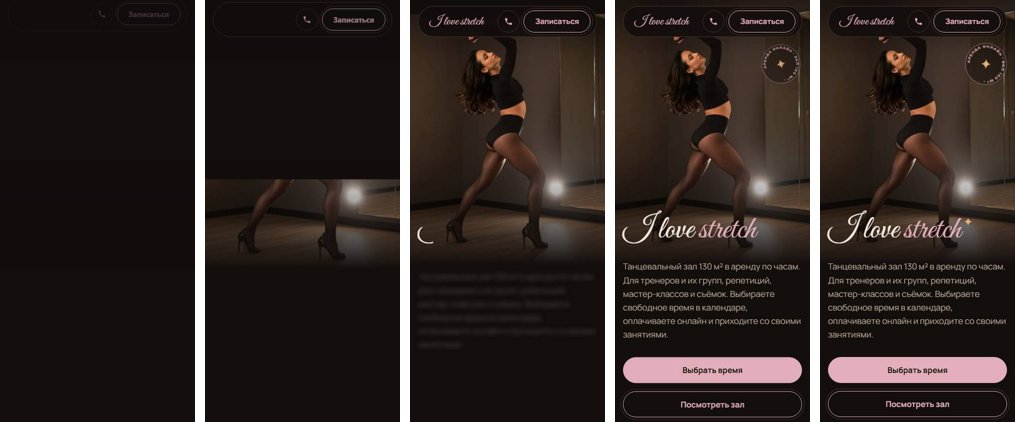 Записаться
Записаться
I love stretch
Записаться
I love stretch
Записаться
АРЕНДА ОНЛАЙН
I love stretch
Танцевальный зал 130 м² в аренду по часам.
Для тренеров и их групп, репетиций,
мастер-классов и съёмок. Выбираете
свободное время в календаре,
оплачиваете онлайн и приходите со своими
занятиями.
Выбрать время
Посмотреть зал
I love stretch
Записаться
I love stretch
Танцевальный зал 130 м² в аренду по часам.
Для тренеров и их групп, репетиций,
мастер-классов и съёмок. Выбираете
свободное время в календаре,
оплачиваете онлайн и приходите со своими
занятиями.
Выбрать время
Посмотреть зал